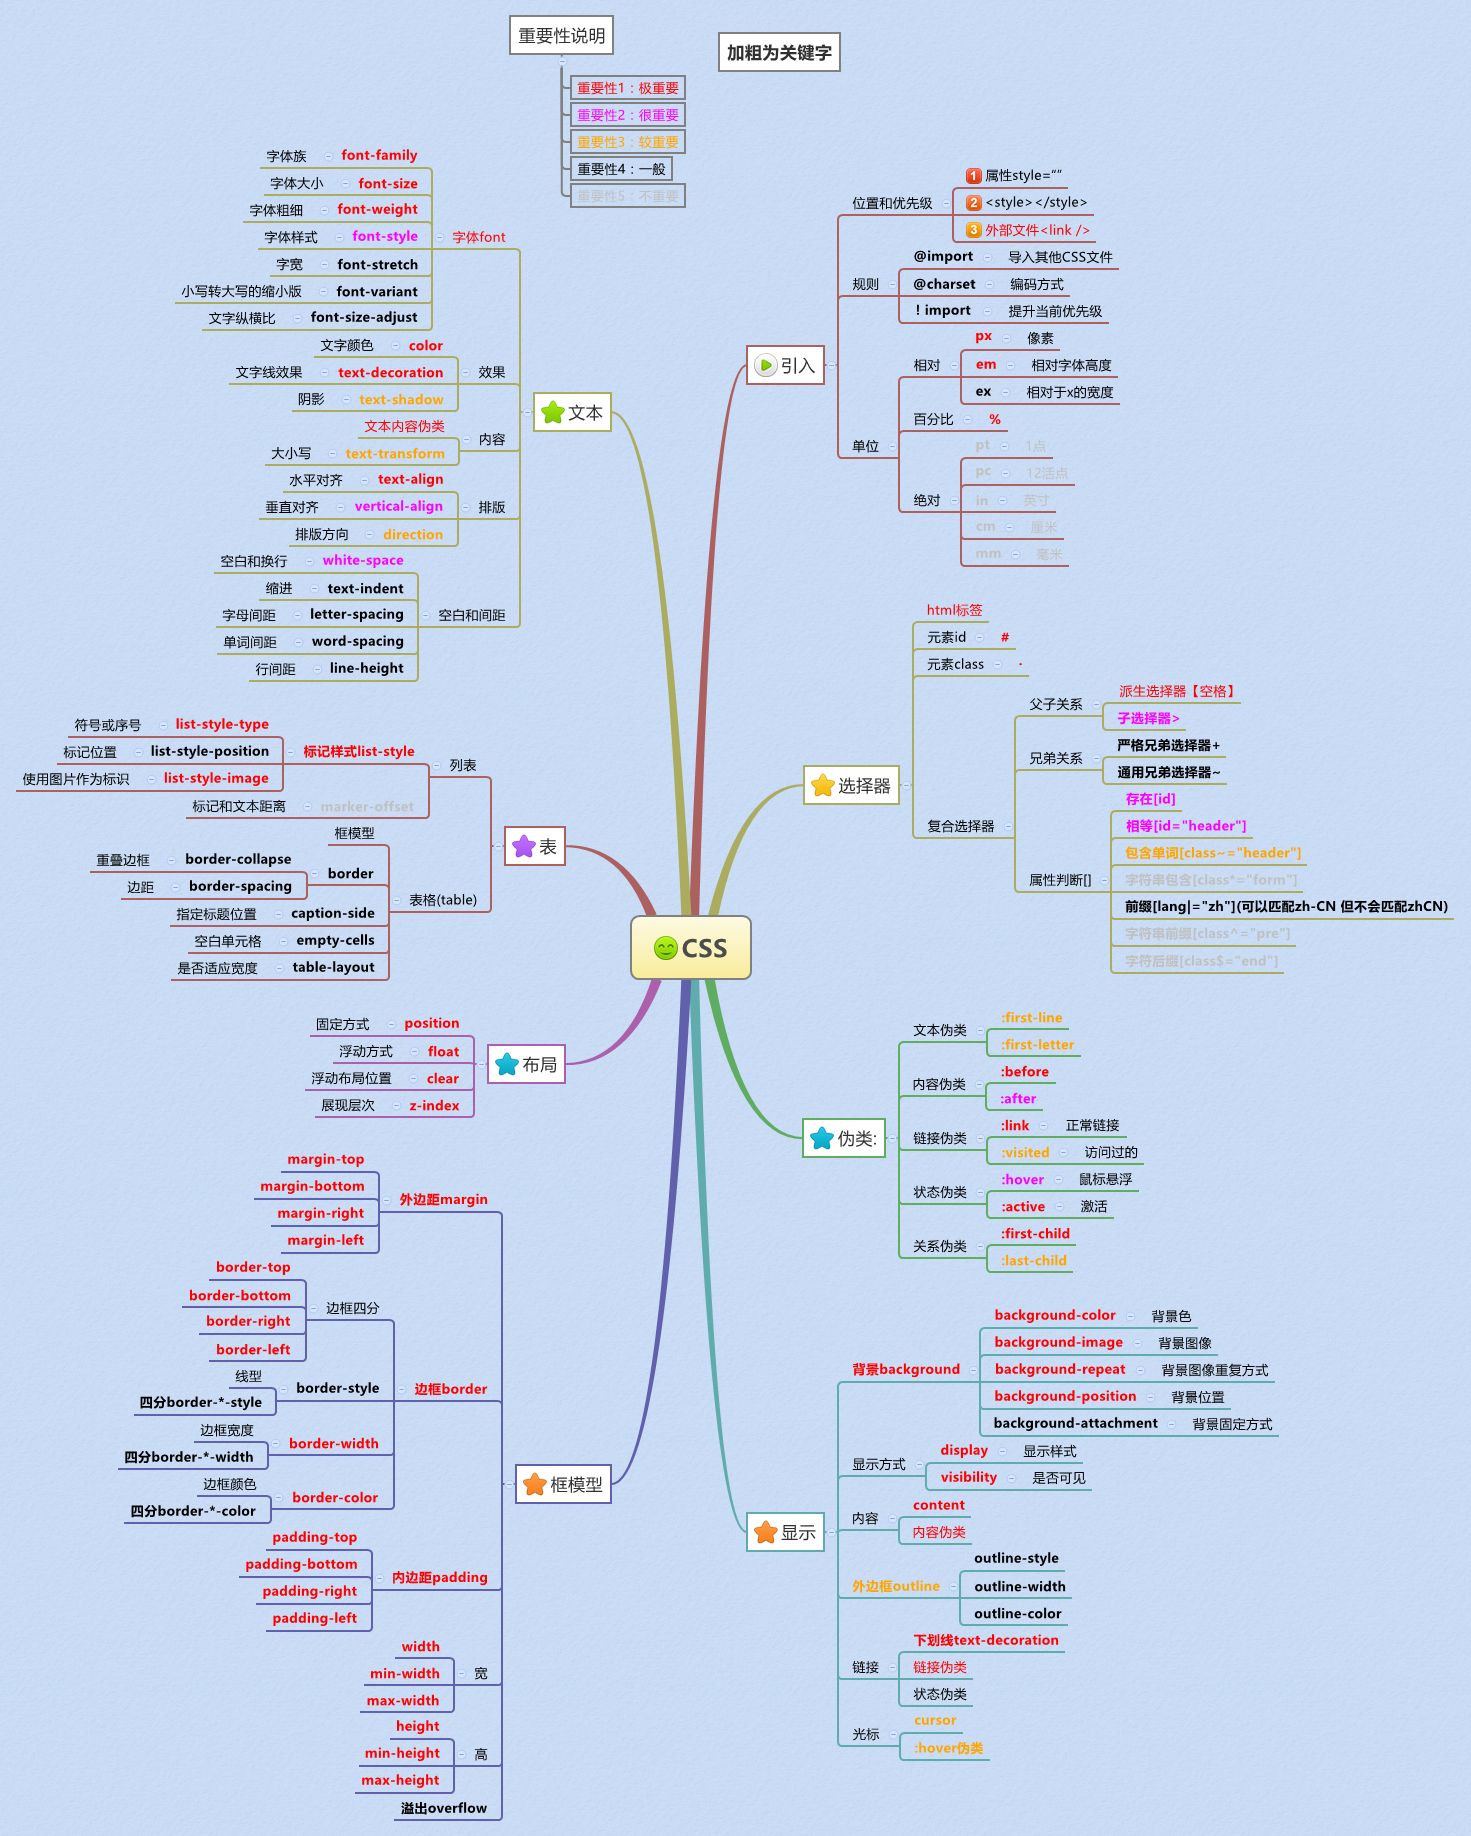 重要性说明
加粗为关键字
重要性1：极重要
重要性2：很重要
重要性3：较重要
重要性4：一般
重要性5：不重要
字体族 font-family
字体大小 font-size
字体粗细 font-weight
字体样式 font-style
字体font
字宽 font-stretch
小写转大写的缩小版 font-variant
文字纵横比 font-size-adjust
文字颜色 color
文字线效果 text-decoration
效果
阴影 text-shadow
文本
文本内容伪类
内容
大小写 text-transform
水平对齐 text-align
垂直对齐 vertical-align
排版
排版方向 direction
空白和换行 white-space
缩进 text-indent
字母间距 letter-spacing
空白和间距
单词间距 word-spacing
行间距 line-height
1 属性style=“”
位置和优先级
2 <style></style>
3 外部文件<link />
@import 导入其他CSS文件
规则
@charset 编码方式
！import 提升当前优先级
引入
px 像素
相对
em 相对字体高度
ex 相对于x的宽度
百分比 %
单位
pt 1点
pc 12活点
绝对
in 英寸
cm 厘米
mm 毫米
html标签
元素id #
元素class ·
选择器
派生选择器【空格】
父子关系
子选择器>
严格兄弟选择器+
兄弟关系
通用兄弟选择器~
复合选择器
存在[id]
相等[id="header"]
包含单词[class~="header"]
属性判断[]
字符串包含[class*="form"]
前缀[lang|="zh"](可以匹配zh-CN 但不会匹配zhCN)
字符串前缀[class^="pre"]
字符后缀[class$="end"]
符号或序号 list-style-type
标记位置 list-style-position
标记样式list-style
使用图片作为标识 list-style-image
列表
标记和文本距离 marker-offset
表
框模型
重叠边框 border-collapse
border
边距 border-spacing
表格(table)
指定标题位置 caption-side
空白单元格 empty-cells
是否适应宽度 table-layout
CSS
固定方式 position
浮动方式 float
布局
浮动布局位置 clear
展现层次 z-index
:first-line
文本伪类
:first-letter
:before
内容伪类
:after
伪类:
:link 正常链接
链接伪类
:visited 访问过的
:hover 鼠标悬浮
状态伪类
:active 激活
:first-child
关系伪类
:last-child
margin-top
margin-bottom
外边距margin
margin-right
margin-left
border-top
border-bottom
边框四分
border-right
border-left
线型
border-style
四分border-*-style
边框border
边框宽度
border-width
四分border-*-width
边框颜色
border-color
四分border-*-color
框模型
padding-top
padding-bottom
内边距padding
padding-right
padding-left
width
min-width
宽
max-width
height
min-height
高
max-height
溢出overflow
background-color 背景色
background-image 背景图像
背景background
background-repeat 背景图像重复方式
background-position 背景位置
background-attachment 背景固定方式
display 显示样式
显示方式
visibility 是否可见
content
内容
内容伪类
显示
outline-style
外边框outline
outline-width
outline-color
下划线text-decoration
链接
链接伪类
状态伪类
cursor
光标
:hover伪类